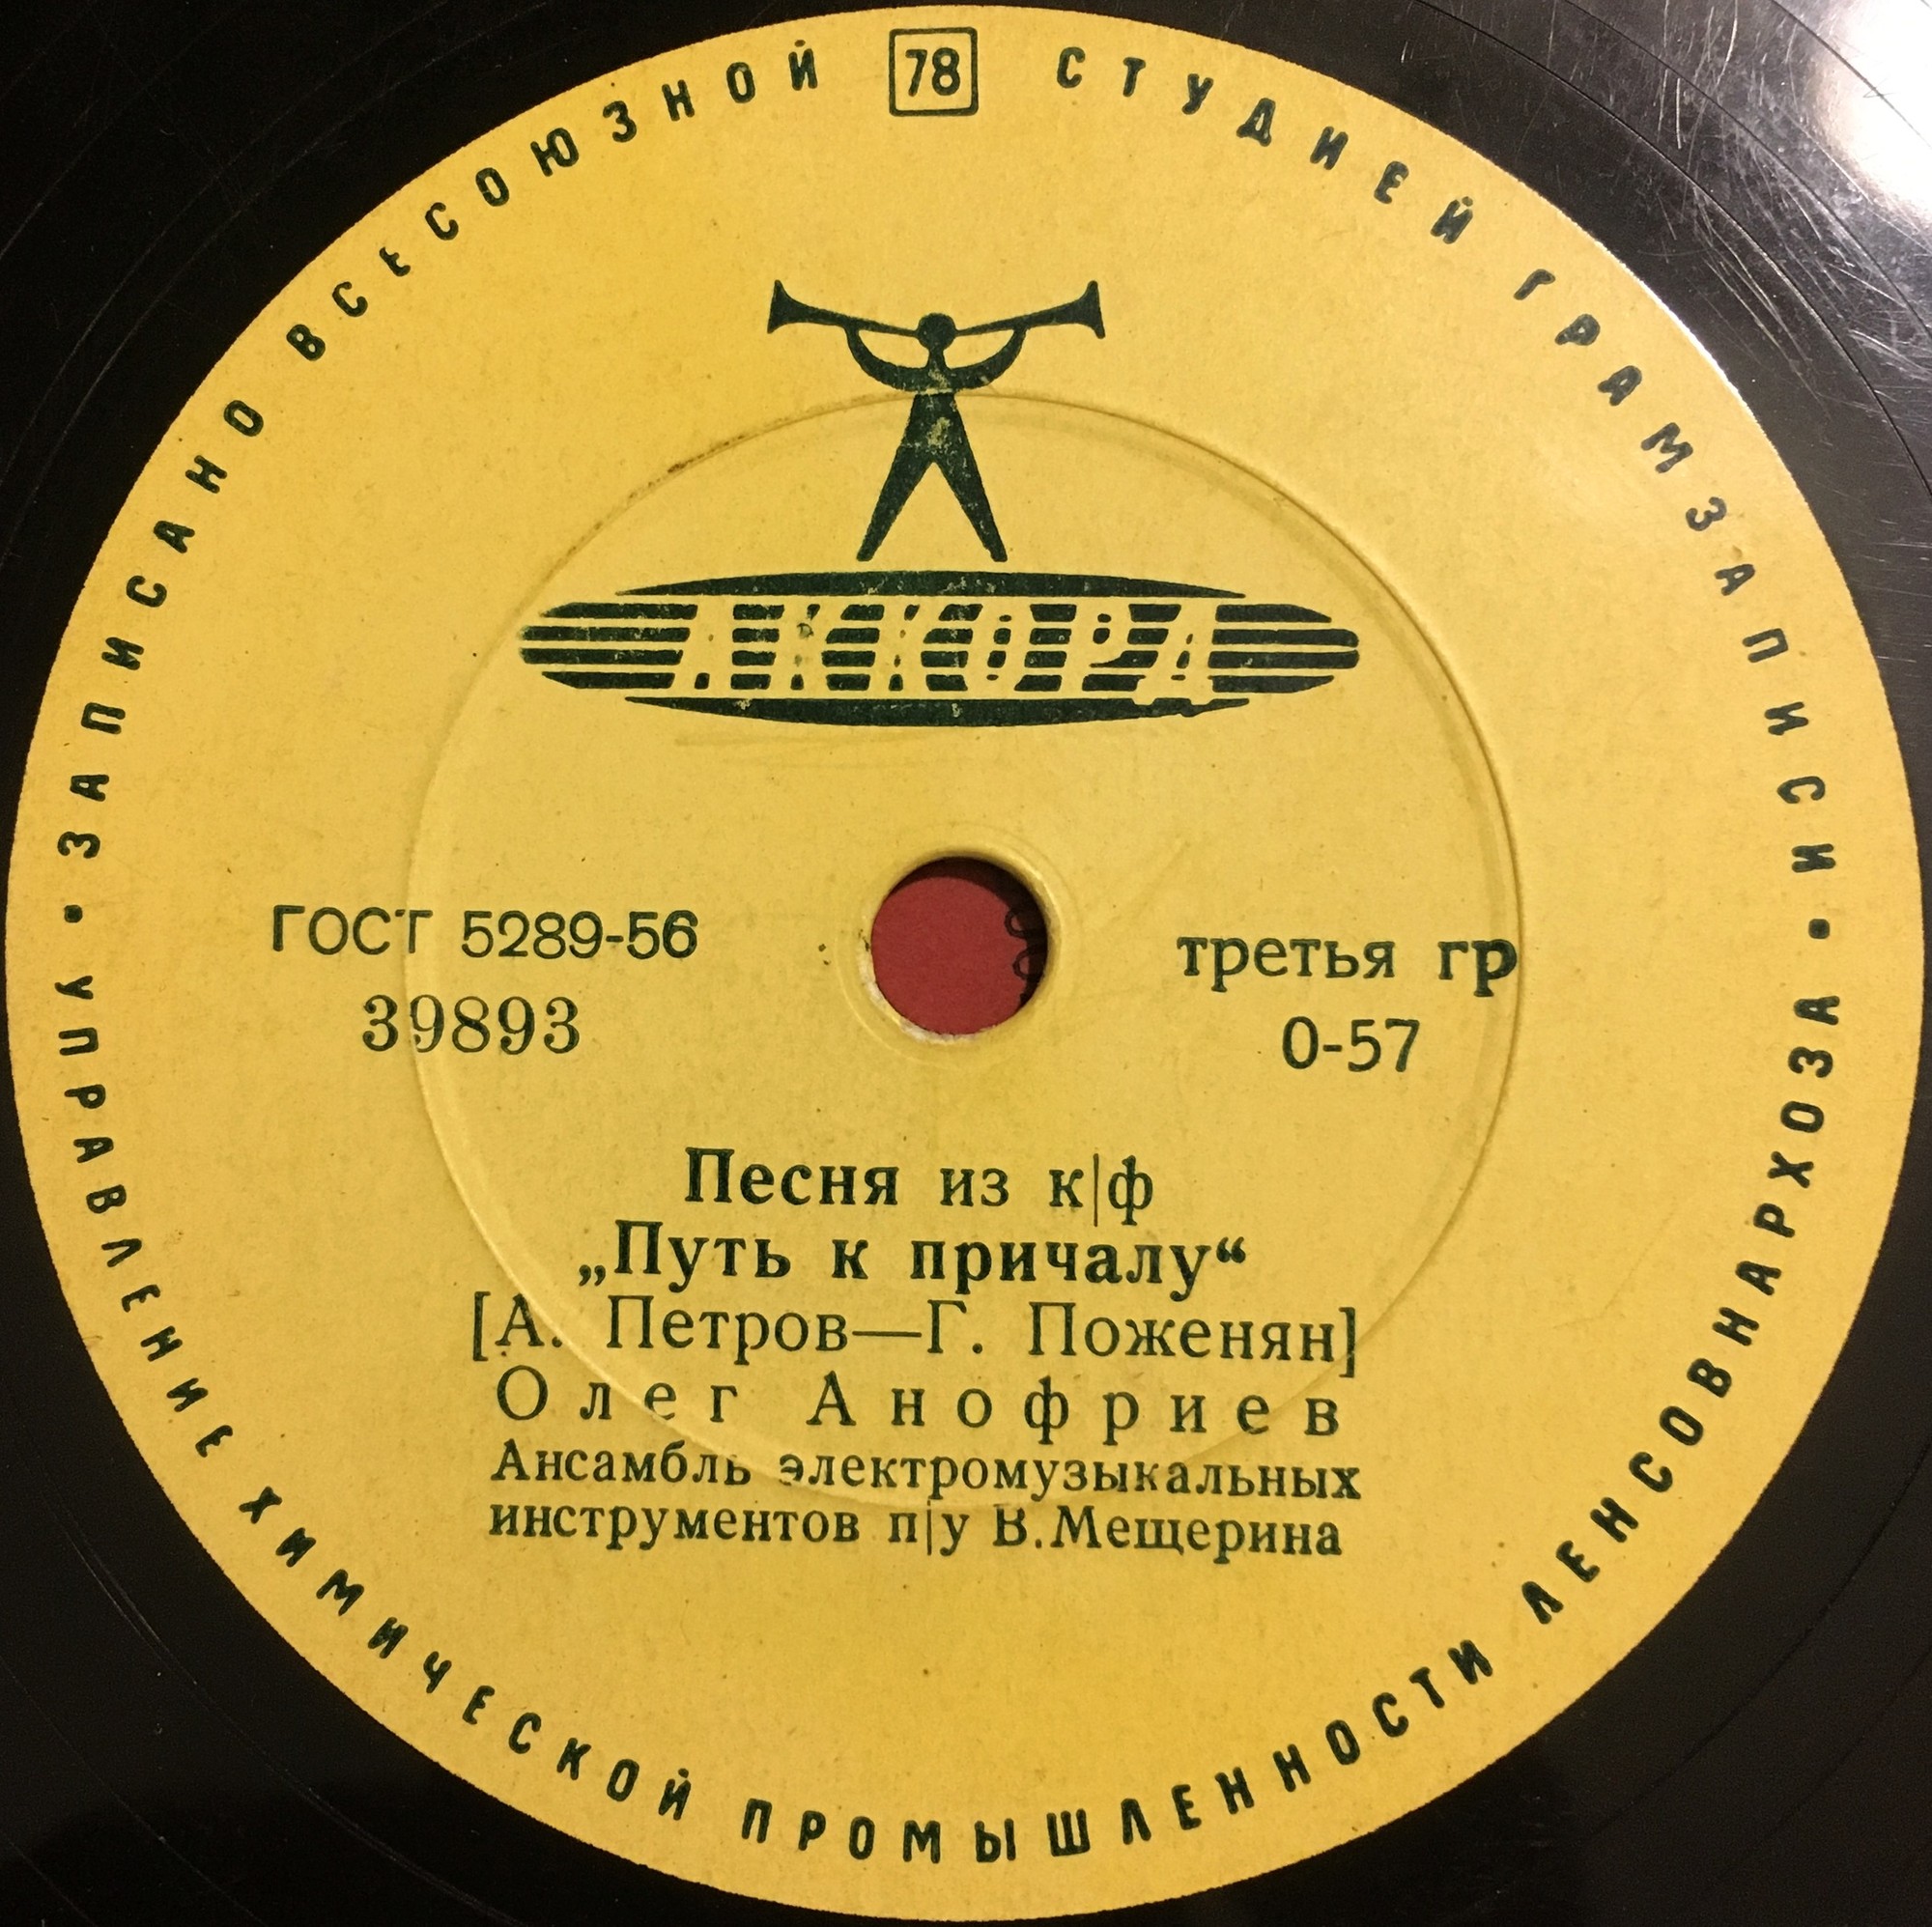 ЗАПИСАНО ВСЕСОЮЗНОЙ 78 СТУДИЕЙ ГРАМЗАПИСИ
АККОРД
ГОСТ 5289-56
39893
третья гр
0-57
Песня из к|ф
„Путь к причалу“
[А. Петров—Г. Поженян]
Олег Анофриев
Ансамбль электромузыкальных
инструментов п|у В.Мещерина
УПРАВЛЕНИЕ ХИМИЧЕСКОЙ ПРОМЫШЛЕННОСТИ ЛЕНСОВНАРХОЗА